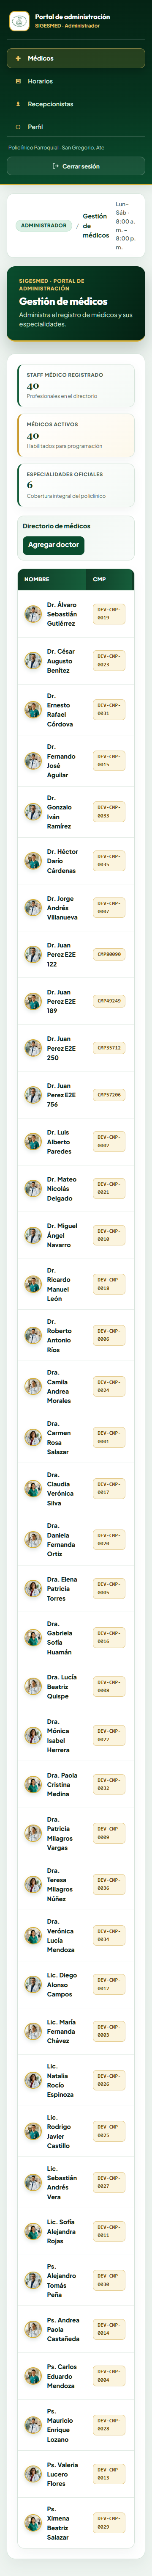 Portal de administración
SIGESMED · Administrador
Médicos
Horarios
Recepcionistas
Perfil
Policlínico Parroquial · San Gregorio, Ate
Cerrar sesión
ADMINISTRADOR / Gestión de médicos
Lun–Sáb · 8:00 a.m. – 8:00 p.m.
SIGESMED · PORTAL DE ADMINISTRACIÓN
Gestión de médicos
Administra el registro de médicos y sus especialidades.
STAFF MÉDICO REGISTRADO
40
Profesionales en el directorio
MÉDICOS ACTIVOS
40
Habilitados para programación
ESPECIALIDADES OFICIALES
6
Cobertura integral del policlínico
Directorio de médicos
Agregar doctor
NOMBRE CMP
Dr. Álvaro Sebastián Gutiérrez DEV-CMP-0019
Dr. César Augusto Benítez DEV-CMP-0023
Dr. Ernesto Rafael Córdova DEV-CMP-0031
Dr. Fernando José Aguilar DEV-CMP-0015
Dr. Gonzalo Iván Ramírez DEV-CMP-0033
Dr. Héctor Darío Cárdenas DEV-CMP-0035
Dr. Jorge Andrés Villanueva DEV-CMP-0007
Dr. Juan Perez E2E 122 CMP80090
Dr. Juan Perez E2E 189 CMP49249
Dr. Juan Perez E2E 250 CMP35712
Dr. Juan Perez E2E 756 CMP57206
Dr. Luis Alberto Paredes DEV-CMP-0002
Dr. Mateo Nicolás Delgado DEV-CMP-0021
Dr. Miguel Ángel Navarro DEV-CMP-0010
Dr. Ricardo Manuel León DEV-CMP-0018
Dr. Roberto Antonio Ríos DEV-CMP-0006
Dra. Camila Andrea Morales DEV-CMP-0024
Dra. Carmen Rosa Salazar DEV-CMP-0001
Dra. Claudia Verónica Silva DEV-CMP-0017
Dra. Daniela Fernanda Ortiz DEV-CMP-0020
Dra. Elena Patricia Torres DEV-CMP-0005
Dra. Gabriela Sofía Huamán DEV-CMP-0016
Dra. Lucía Beatriz Quispe DEV-CMP-0008
Dra. Mónica Isabel Herrera DEV-CMP-0022
Dra. Paola Cristina Medina DEV-CMP-0032
Dra. Patricia Milagros Vargas DEV-CMP-0009
Dra. Teresa Milagros Núñez DEV-CMP-0036
Dra. Verónica Lucía Mendoza DEV-CMP-0034
Lic. Diego Alonso Campos DEV-CMP-0012
Lic. María Fernanda Chávez DEV-CMP-0003
Lic. Natalia Rocío Espinoza DEV-CMP-0026
Lic. Rodrigo Javier Castillo DEV-CMP-0025
Lic. Sebastián Andrés Vera DEV-CMP-0027
Lic. Sofía Alejandra Rojas DEV-CMP-0011
Ps. Alejandro Tomás Peña DEV-CMP-0030
Ps. Andrea Paola Castañeda DEV-CMP-0014
Ps. Carlos Eduardo Mendoza DEV-CMP-0004
Ps. Mauricio Enrique Lozano DEV-CMP-0028
Ps. Valeria Lucero Flores DEV-CMP-0013
Ps. Ximena Beatriz Salazar DEV-CMP-0029